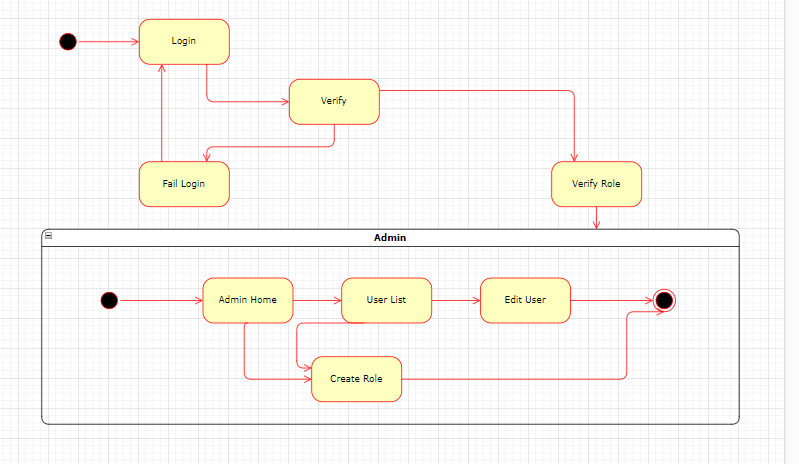 Login
Verify
Fail Login
Verify Role
Admin
Admin Home
User List
Edit User
Create Role